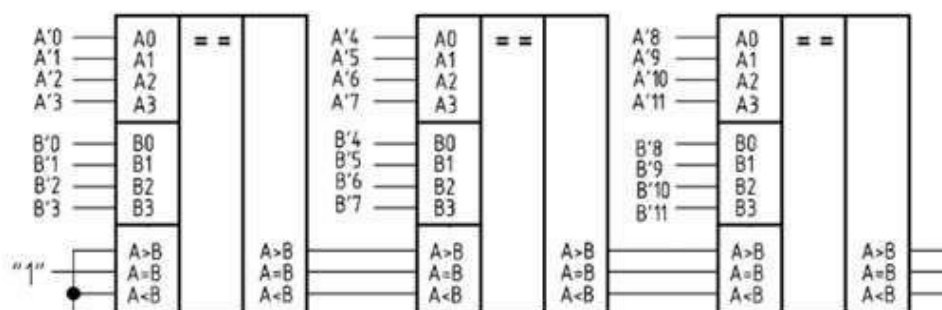 A'0 A0 = = A'4 A0 = = A'8 A0 = =
A'1 A1 A'5 A1 A'9 A1
A'2 A2 A'6 A2 A'10 A2
A'3 A3 A'7 A3 A'11 A3
B'0 B0 B'4 B0 B'8 B0
B'1 B1 B'5 B1 B'9 B1
B'2 B2 B'6 B2 B'10 B2
B'3 B3 B'7 B3 B'11 B3
A>B A>B A>B A>B A>B A>B
"1" A=B A=B A=B A=B A=B A=B
A<B A<B A<B A<B A<B A<B